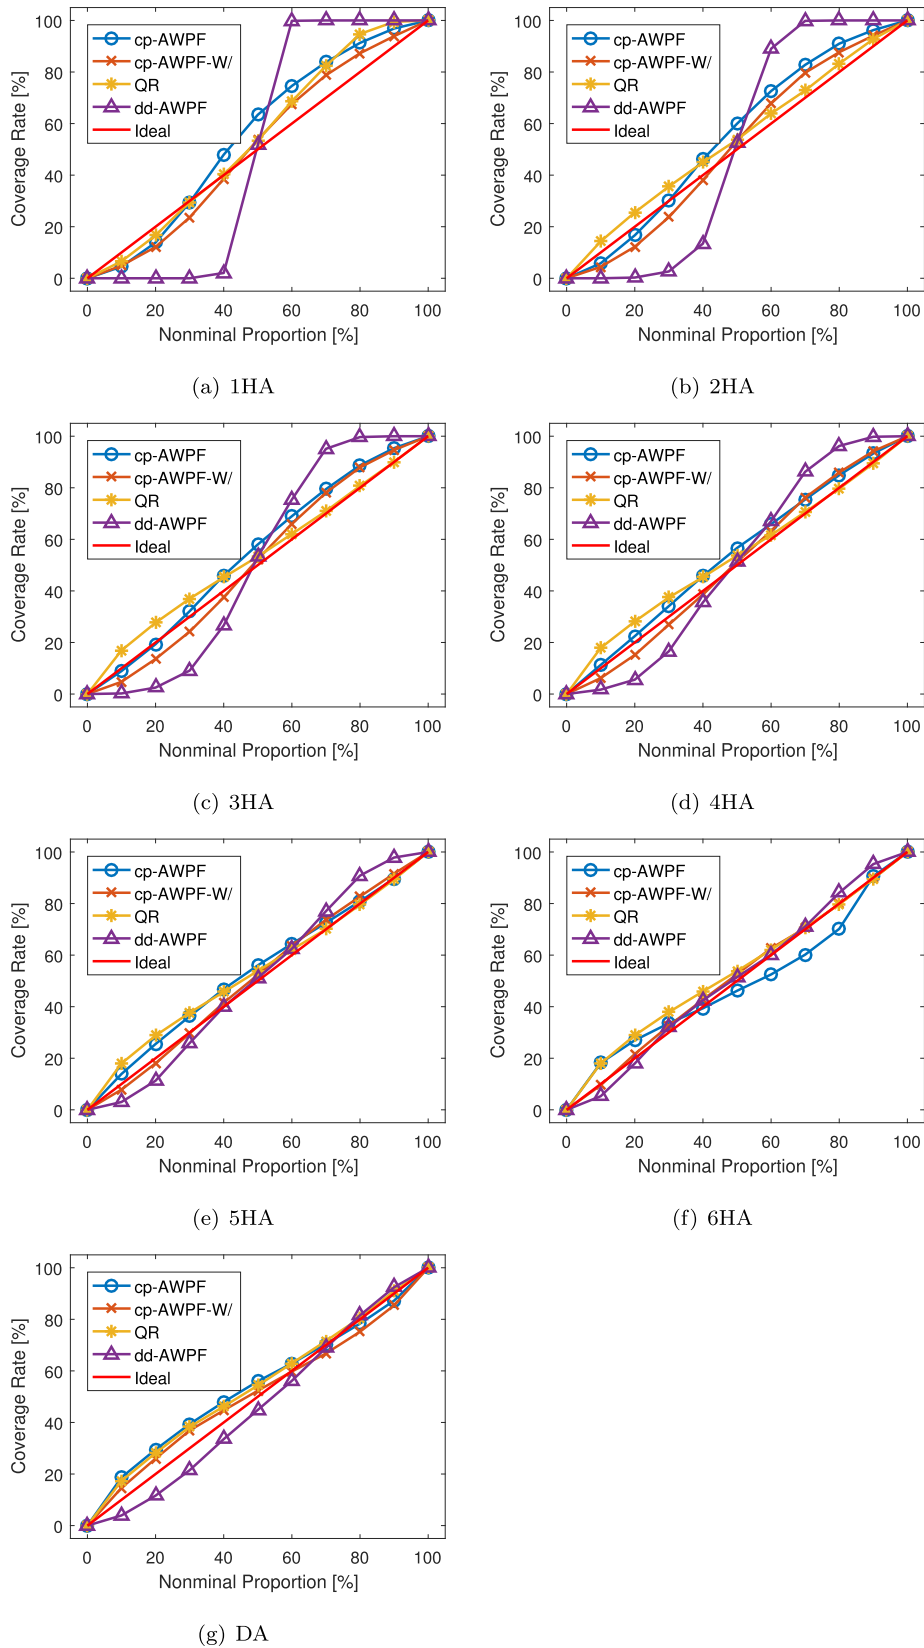 100
80
60
40
20
0
Coverage Rate [%]
cp-AWPF
cp-AWPF-W/
QR
dd-AWPF
Ideal
0 20 40 60 80 100
Nonminal Proportion [%]
(a) 1HA
100
80
60
40
20
0
Coverage Rate [%]
cp-AWPF
cp-AWPF-W/
QR
dd-AWPF
Ideal
0 20 40 60 80 100
Nonminal Proportion [%]
(b) 2HA
100
80
60
40
20
0
Coverage Rate [%]
cp-AWPF
cp-AWPF-W/
QR
dd-AWPF
Ideal
0 20 40 60 80 100
Nonminal Proportion [%]
(c) 3HA
100
80
60
40
20
0
Coverage Rate [%]
cp-AWPF
cp-AWPF-W/
QR
dd-AWPF
Ideal
0 20 40 60 80 100
Nonminal Proportion [%]
(d) 4HA
100
80
60
40
20
0
Coverage Rate [%]
cp-AWPF
cp-AWPF-W/
QR
dd-AWPF
Ideal
0 20 40 60 80 100
Nonminal Proportion [%]
(e) 5HA
100
80
60
40
20
0
Coverage Rate [%]
cp-AWPF
cp-AWPF-W/
QR
dd-AWPF
Ideal
0 20 40 60 80 100
Nonminal Proportion [%]
(f) 6HA
100
80
60
40
20
0
Coverage Rate [%]
cp-AWPF
cp-AWPF-W/
QR
dd-AWPF
Ideal
0 20 40 60 80 100
Nonminal Proportion [%]
(g) DA